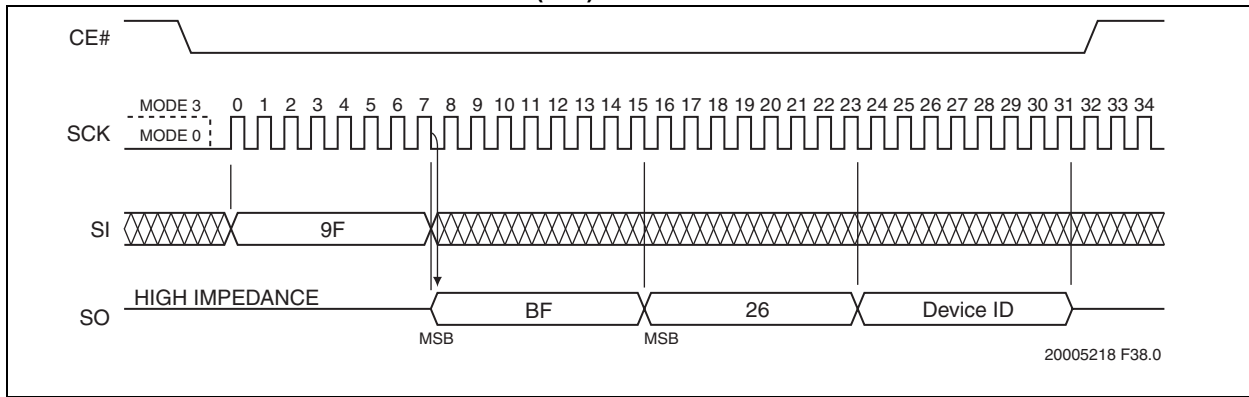 CE#
MODE 3
0 1 2 3 4 5 6 7 8 9 10 11 12 13 14 15 16 17 18 19 20 21 22 23 24 25 26 27 28 29 30 31 32 33 34
SCK
MODE 0
SI
9F
HIGH IMPEDANCE
SO
BF
26
Device ID
MSB
MSB
20005218 F38.0